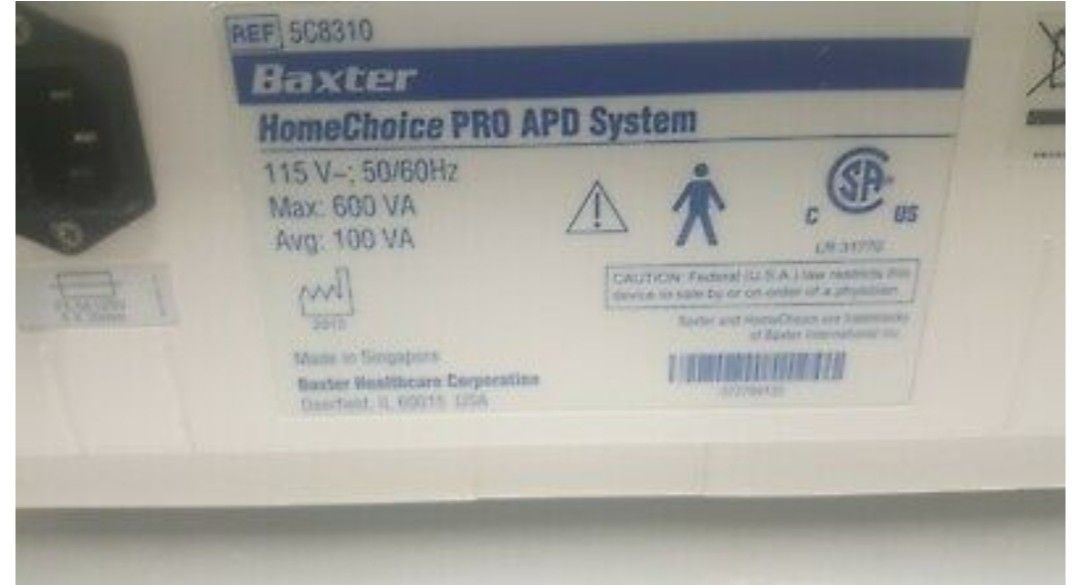 REF 5C8310
Baxter
HomeChoice PRO APD System
115 V~; 50/60Hz
Max: 600 VA
Avg: 100 VA
C SA US
CAUTION: Federal (U.S.A.) law restricts this
device to sale by or on order of a physician
Baxter and HomeChoice are trademarks
of Baxter International Inc.
Made in Singapore
Baxter Healthcare Corporation
Deerfield, IL 60015 USA